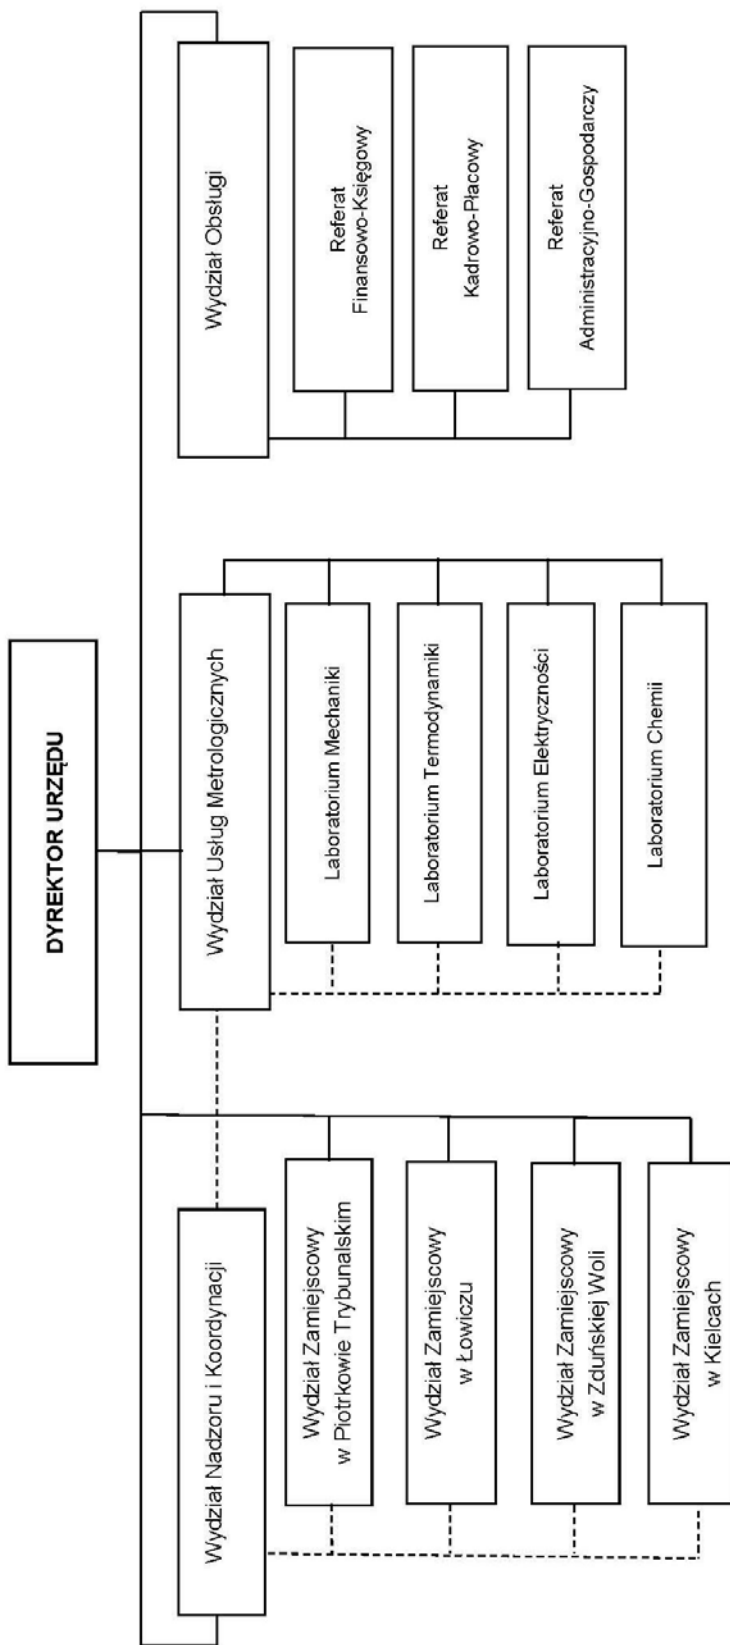 DYREKTOR URZĘDU
Wydział Nadzoru i Koordynacji
Wydział Zamiejscowy
w Piotrkowie Trybunalskim
Wydział Zamiejscowy
w Łowiczu
Wydział Zamiejscowy
w Zduńskiej Woli
Wydział Zamiejscowy
w Kielcach
Wydział Usług Metrologicznych
Laboratorium Mechaniki
Laboratorium Termodynamiki
Laboratorium Elektryczności
Laboratorium Chemii
Wydział Obsługi
Referat
Finansowo-Księgowy
Referat
Kadrowo-Płacowy
Referat
Administracyjno-Gospodarczy